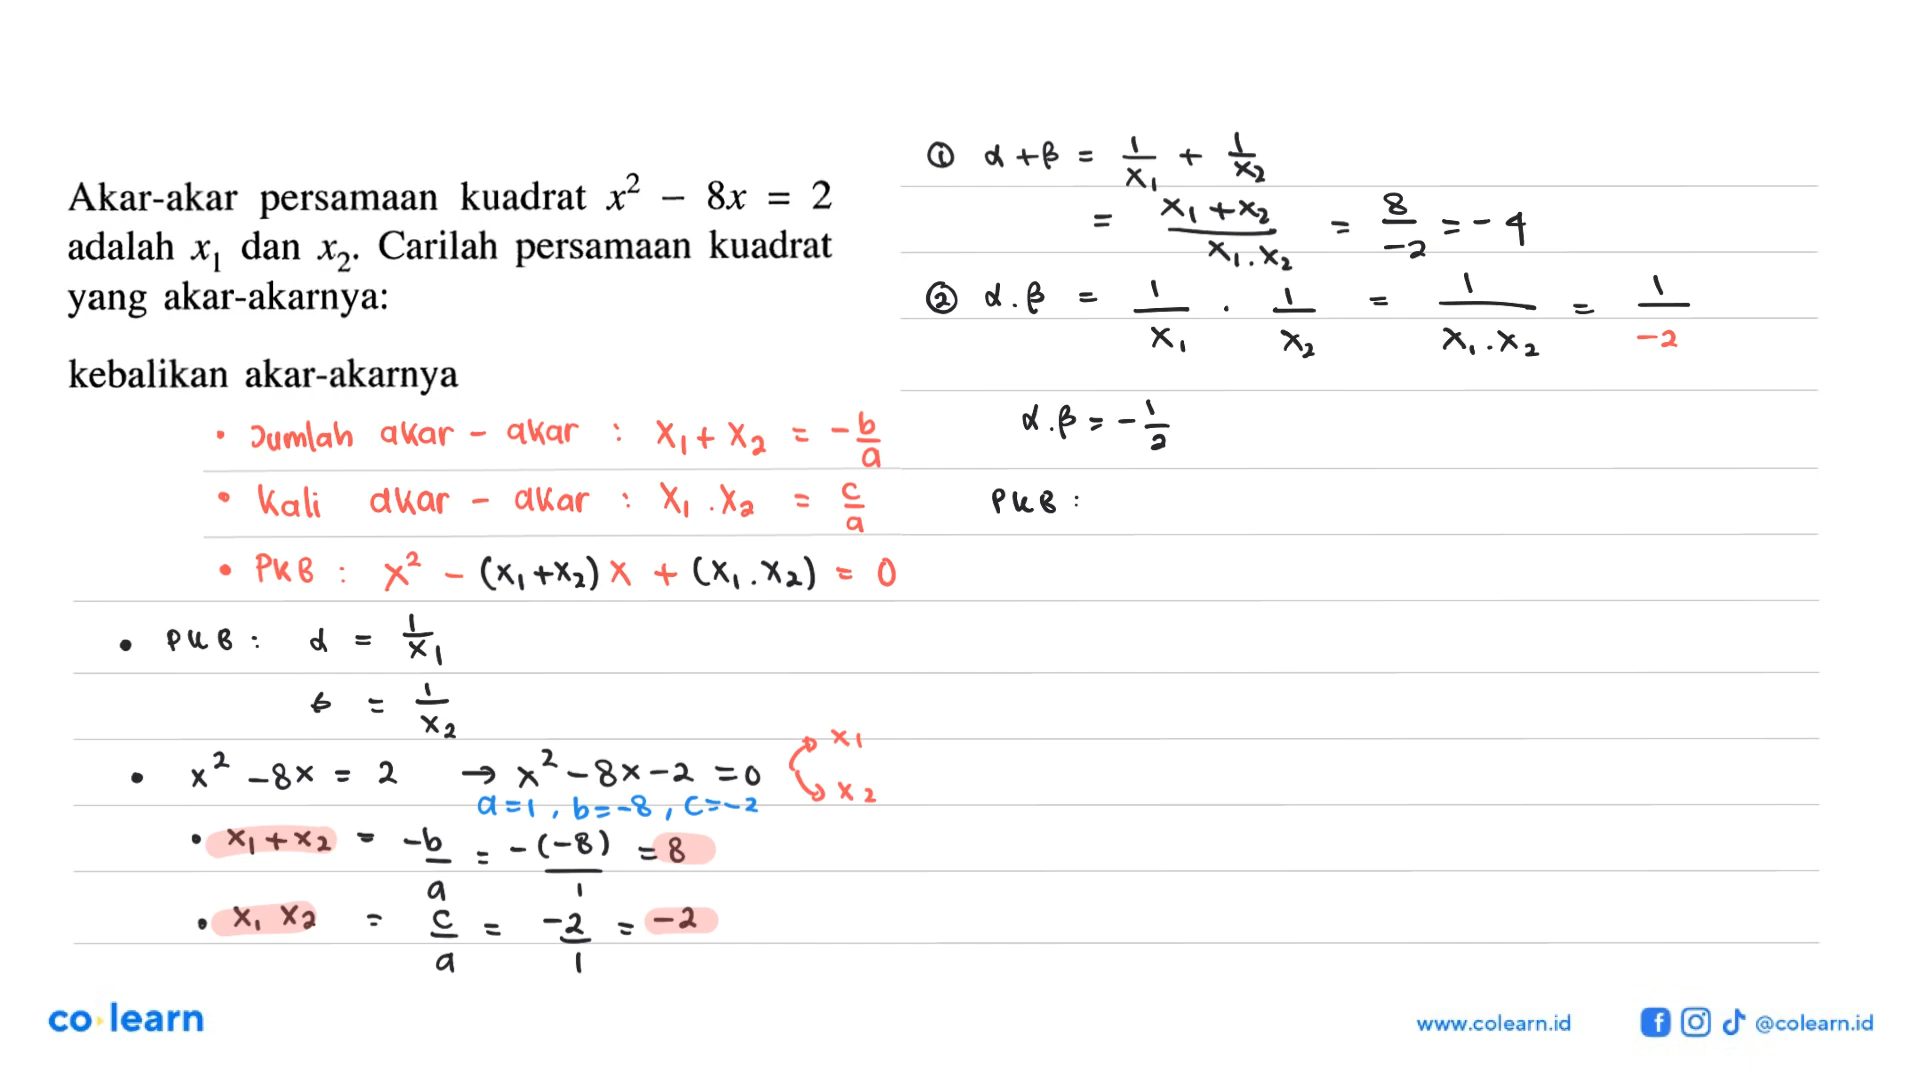 Akar-akar persamaan kuadrat x² − 8x = 2
adalah x₁ dan x₂. Carilah persamaan kuadrat
yang akar-akarnya:
kebalikan akar-akarnya
• Jumlah akar - akar : x₁ + x₂ = -b/a
• Kali akar - akar : x₁ . x₂ = c/a
• PKB : x² - (x₁+x₂) x + (x₁ . x₂) = 0
• PKB : α = 1/x₁
β = 1/x₂
• x² - 8x = 2 → x² - 8x - 2 = 0
x₁
x₂
a = 1 , b = -8 , c = -2
• x₁ + x₂ = -b/a = -(-8)/1 = 8
• x₁ x₂ = c/a = -2/1 = -2
① α + β = 1/x₁ + 1/x₂
= x₁ + x₂/x₁ . x₂ = 8/-2 = -4
② α . β = 1/x₁ . 1/x₂ = 1/x₁ . x₂ = 1/-2
α . β = -1/2
PKB :
co learn
www.colearn.id
@colearn.id